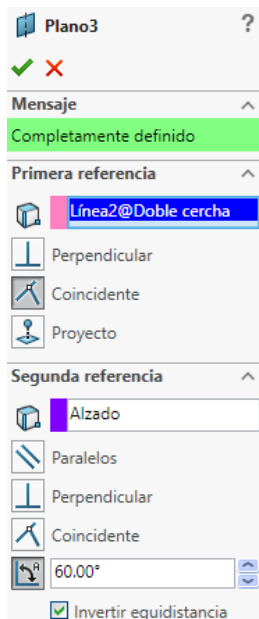 Plano3 ?
Mensaje
Completamente definido
Primera referencia
Línea2@Doble cercha
Perpendicular
Coincidente
Proyecto
Segunda referencia
Alzado
Paralelos
Perpendicular
Coincidente
60.00°
Invertir equidistancia